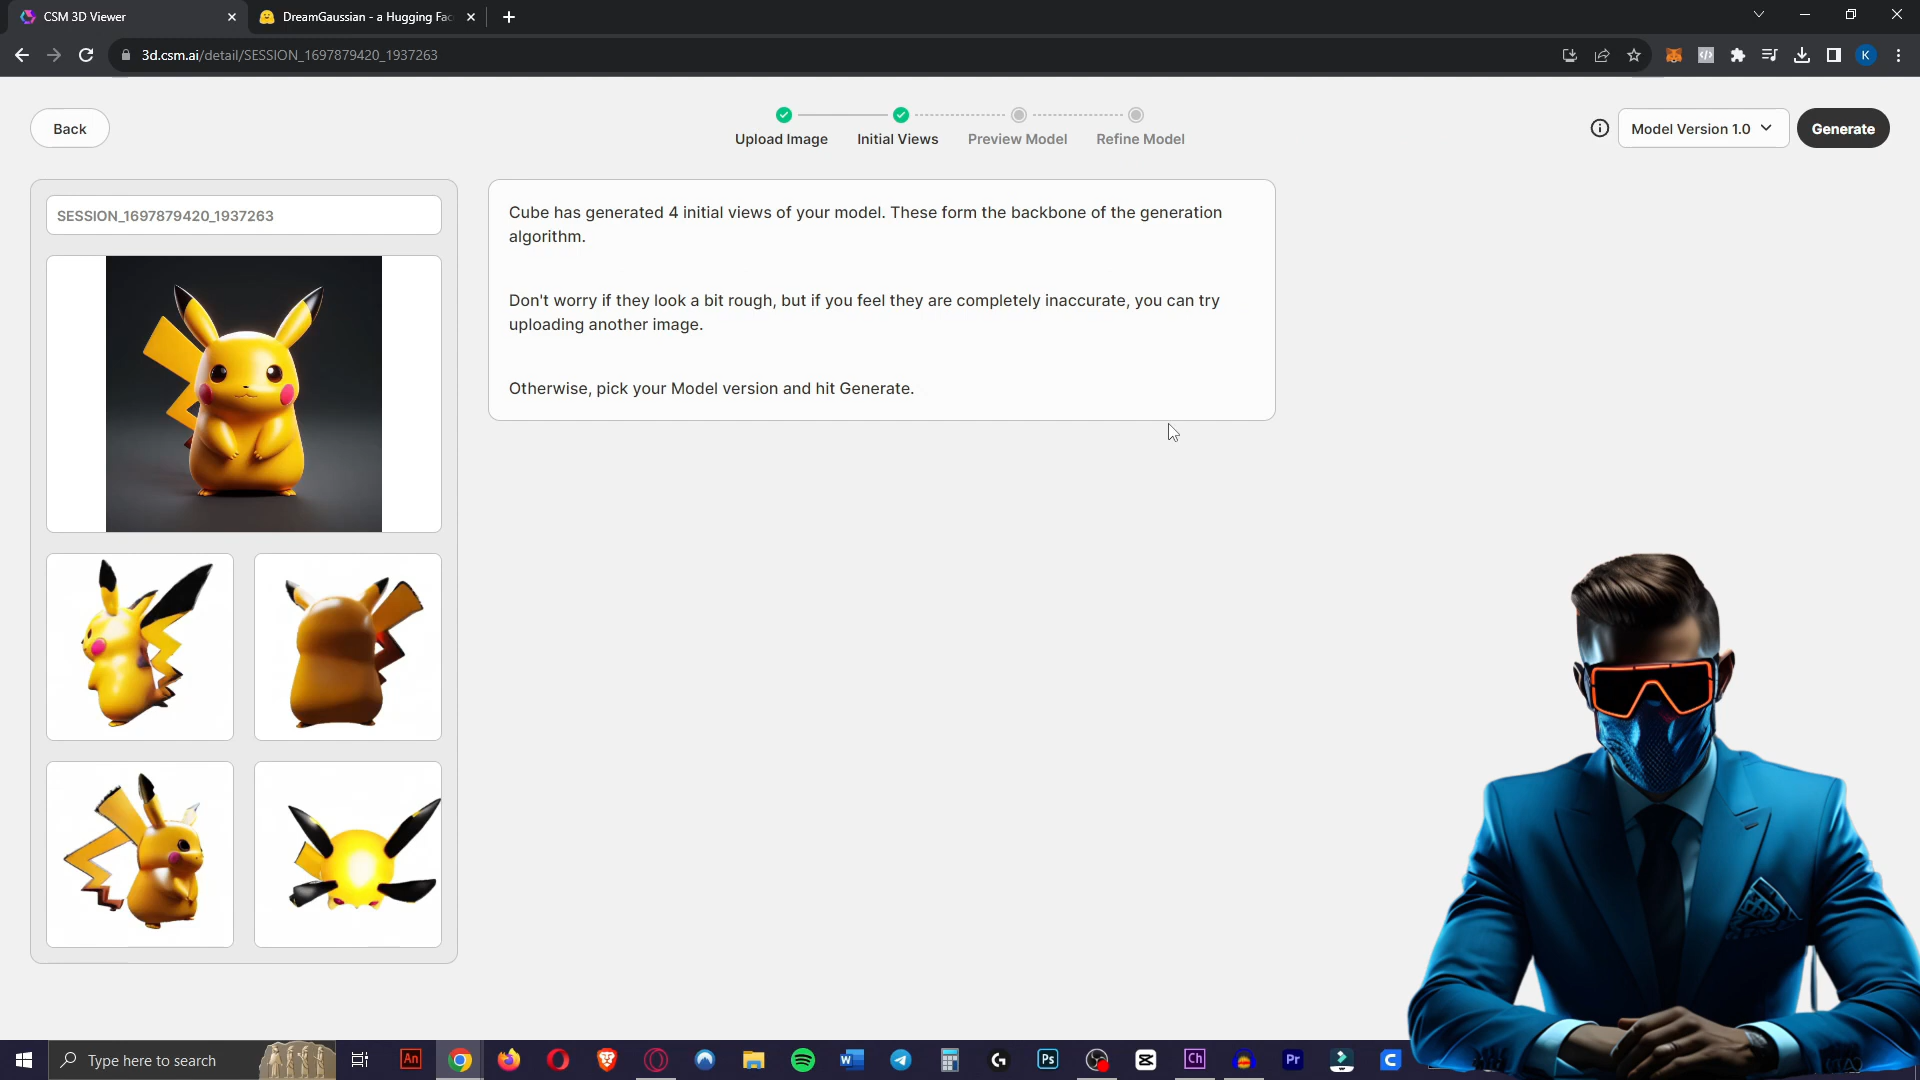 CSM 3D Viewer
DreamGaussian - a Hugging Fac
3d.csm.ai/detail/SESSION_1697879420_1937263
K
Back
Upload Image
Initial Views
Preview Model
Refine Model
Model Version 1.0
Generate
SESSION_1697879420_1937263
Cube has generated 4 initial views of your model. These form the backbone of the generation
algorithm.
Don't worry if they look a bit rough, but if you feel they are completely inaccurate, you can try
uploading another image.
Otherwise, pick your Model version and hit Generate.
Type here to search
An
Ps
Ch
Pr